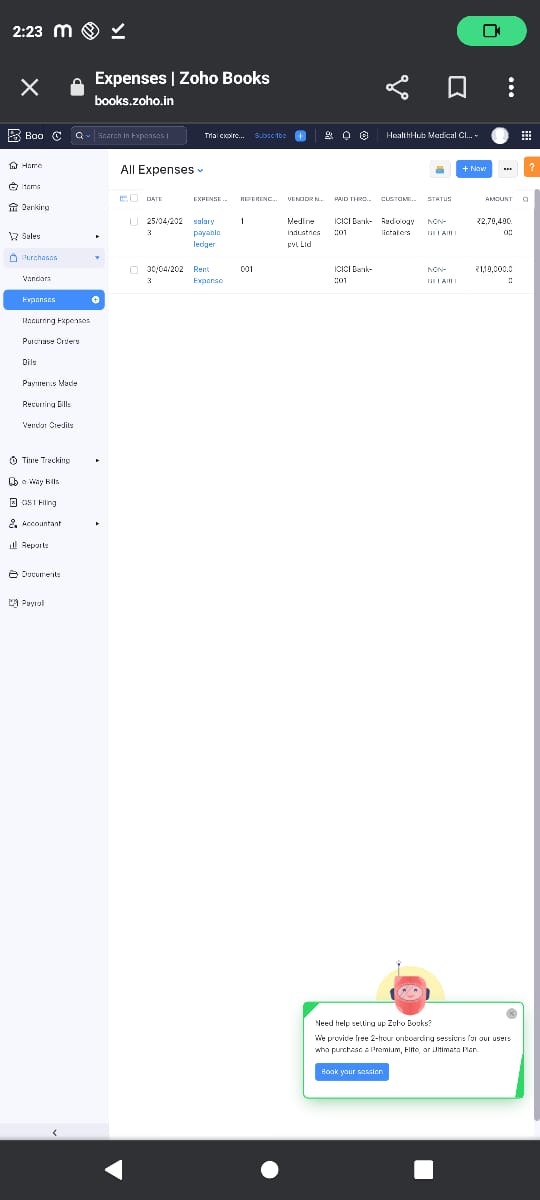 2:23
Expenses | Zoho Books
books.zoho.in
Boo
Search in Expenses (
Trial expire...
Subscribe
HealthHub Medical Cl...
Home
Items
Banking
Sales
Purchases
Vendors
Expenses
Recurring Expenses
Purchase Orders
Bills
Payments Made
Recurring Bills
Vendor Credits
Time Tracking
e-Way Bills
GST Filing
Accountant
Reports
Documents
Payroll
All Expenses
+ New
?
DATE EXPENSE ... REFERENC... VENDOR N... PAID THRO... CUSTOME... STATUS AMOUNT
25/04/202 salary 1 Medline ICICI Bank- Radiology NON- ₹2,78,480.
3 payable industries 001 Retailers BILLABLE 00
ledger pvt Ltd
30/04/202 Rent 001 ICICI Bank- NON- ₹1,18,000.0
3 Expense 001 BILLABLE 0
Need help setting up Zoho Books?
We provide free 2-hour onboarding sessions for our users
who purchase a Premium, Elite, or Ultimate Plan.
Book your session